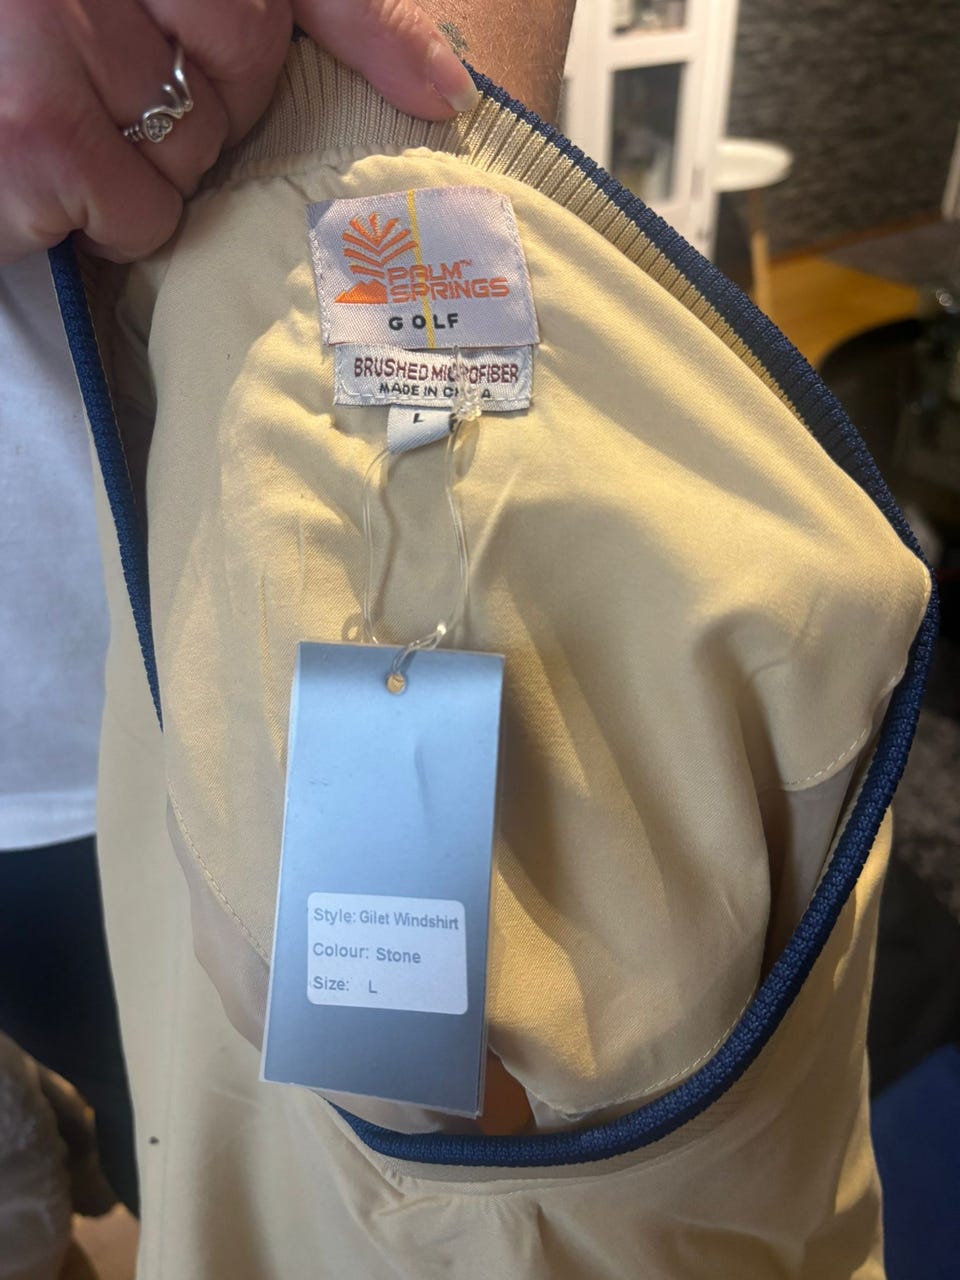 PALM™
SPRINGS
GOLF
BRUSHED MICROFIBER
MADE IN CHINA
L
Style: Gilet Windshirt
Colour: Stone
Size: L